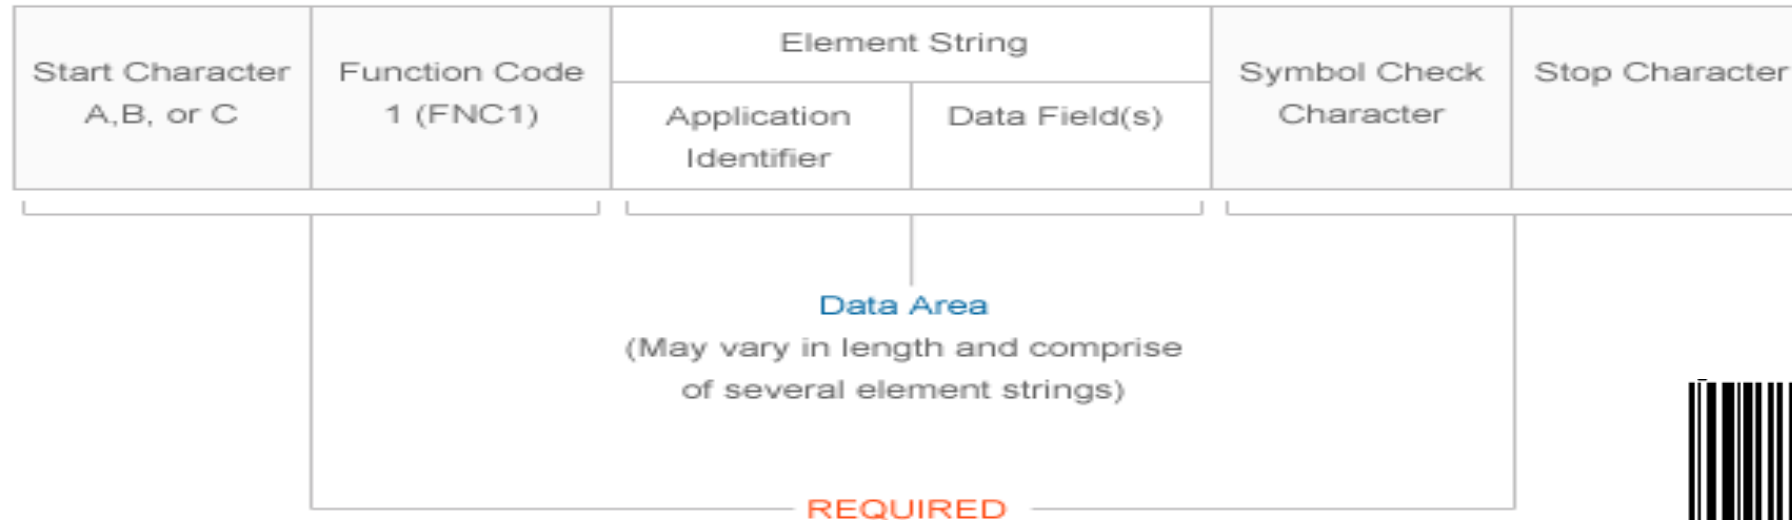 Start Character
A,B, or C
Function Code
1 (FNC1)
Element String
Application
Identifier
Data Field(s)
Symbol Check
Character
Stop Character
Data Area
(May vary in length and comprise
of several element strings)
REQUIRED